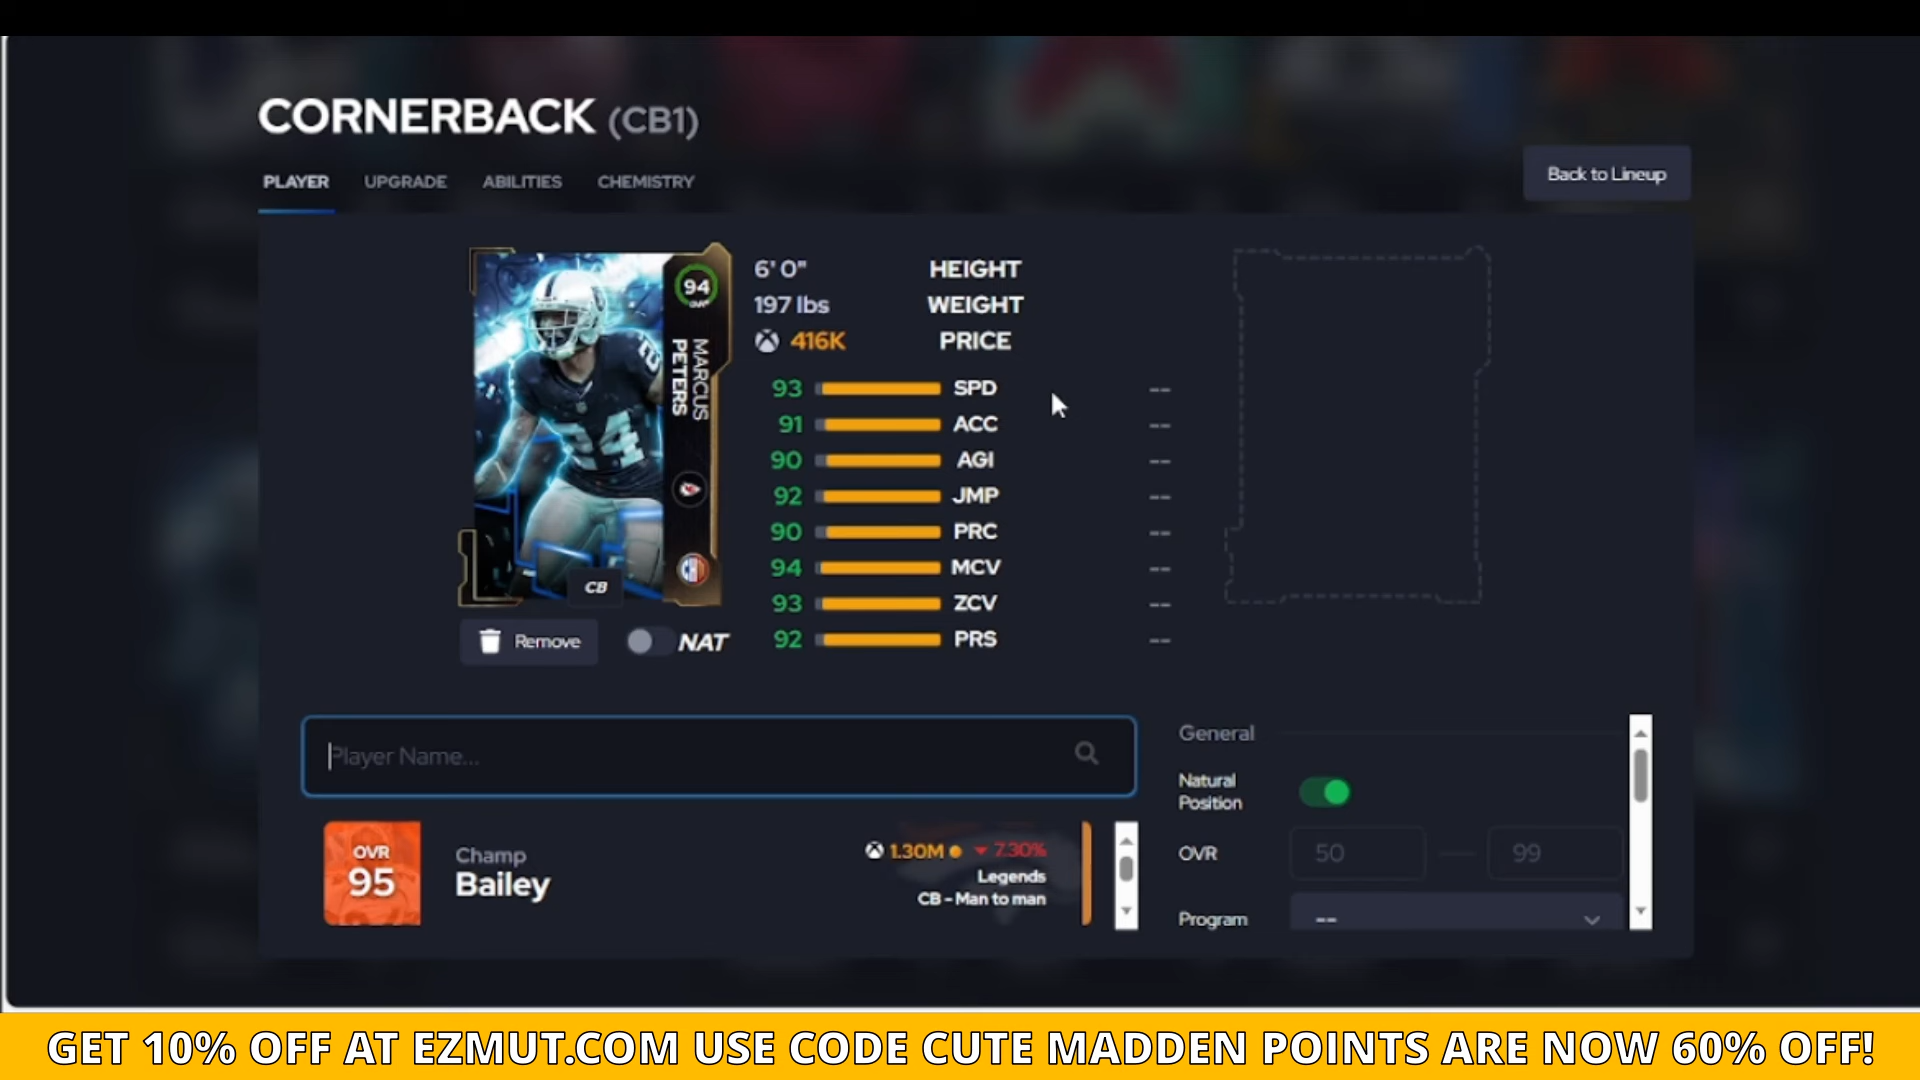 CORNERBACK (CB1)
PLAYER UPGRADE ABILITIES CHEMISTRY
Back to Lineup
94
OVR
MARCUS
PETERS
24
CB
Remove
NAT
6' 0" HEIGHT
197 lbs WEIGHT
416K PRICE
93 SPD --
91 ACC --
90 AGI --
92 JMP --
90 PRC --
94 MCV --
93 ZCV --
92 PRS --
Player Name...
OVR
95
Champ
Bailey
1.30M 7.30%
Legends
CB - Man to man
General
Natural
Position
OVR 50 99
Program --
GET 10% OFF AT EZMUT.COM USE CODE CUTE MADDEN POINTS ARE NOW 60% OFF!